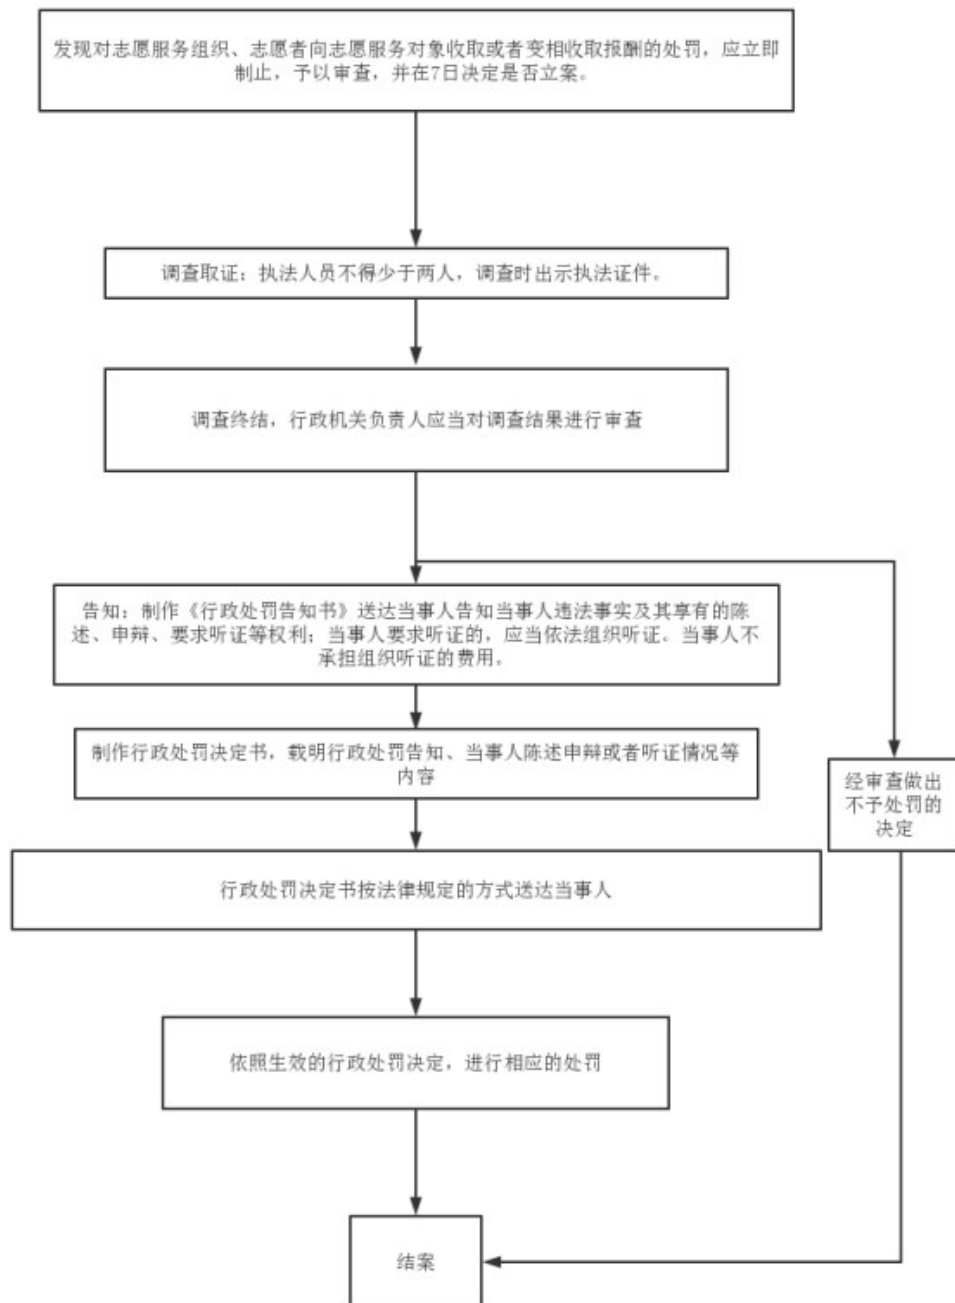 发现对志愿服务组织、志愿者向志愿服务对象收取或者变相收取报酬的处罚，应立即
制止，予以审查，并在7日决定是否立案。
调查取证：执法人员不得少于两人，调查时出示执法证件。
调查终结，行政机关负责人应当对调查结果进行审查
告知：制作《行政处罚告知书》送达当事人告知当事人违法事实及其享有的陈
述、申辩、要求听证等权利；当事人要求听证的，应当依法组织听证。当事人不
承担组织听证的费用。
制作行政处罚决定书，载明行政处罚告知、当事人陈述申辩或者听证情况等
内容
经审查做出
不予处罚的
决定
行政处罚决定书按法律规定的方式送达当事人
依照生效的行政处罚决定，进行相应的处罚
结案